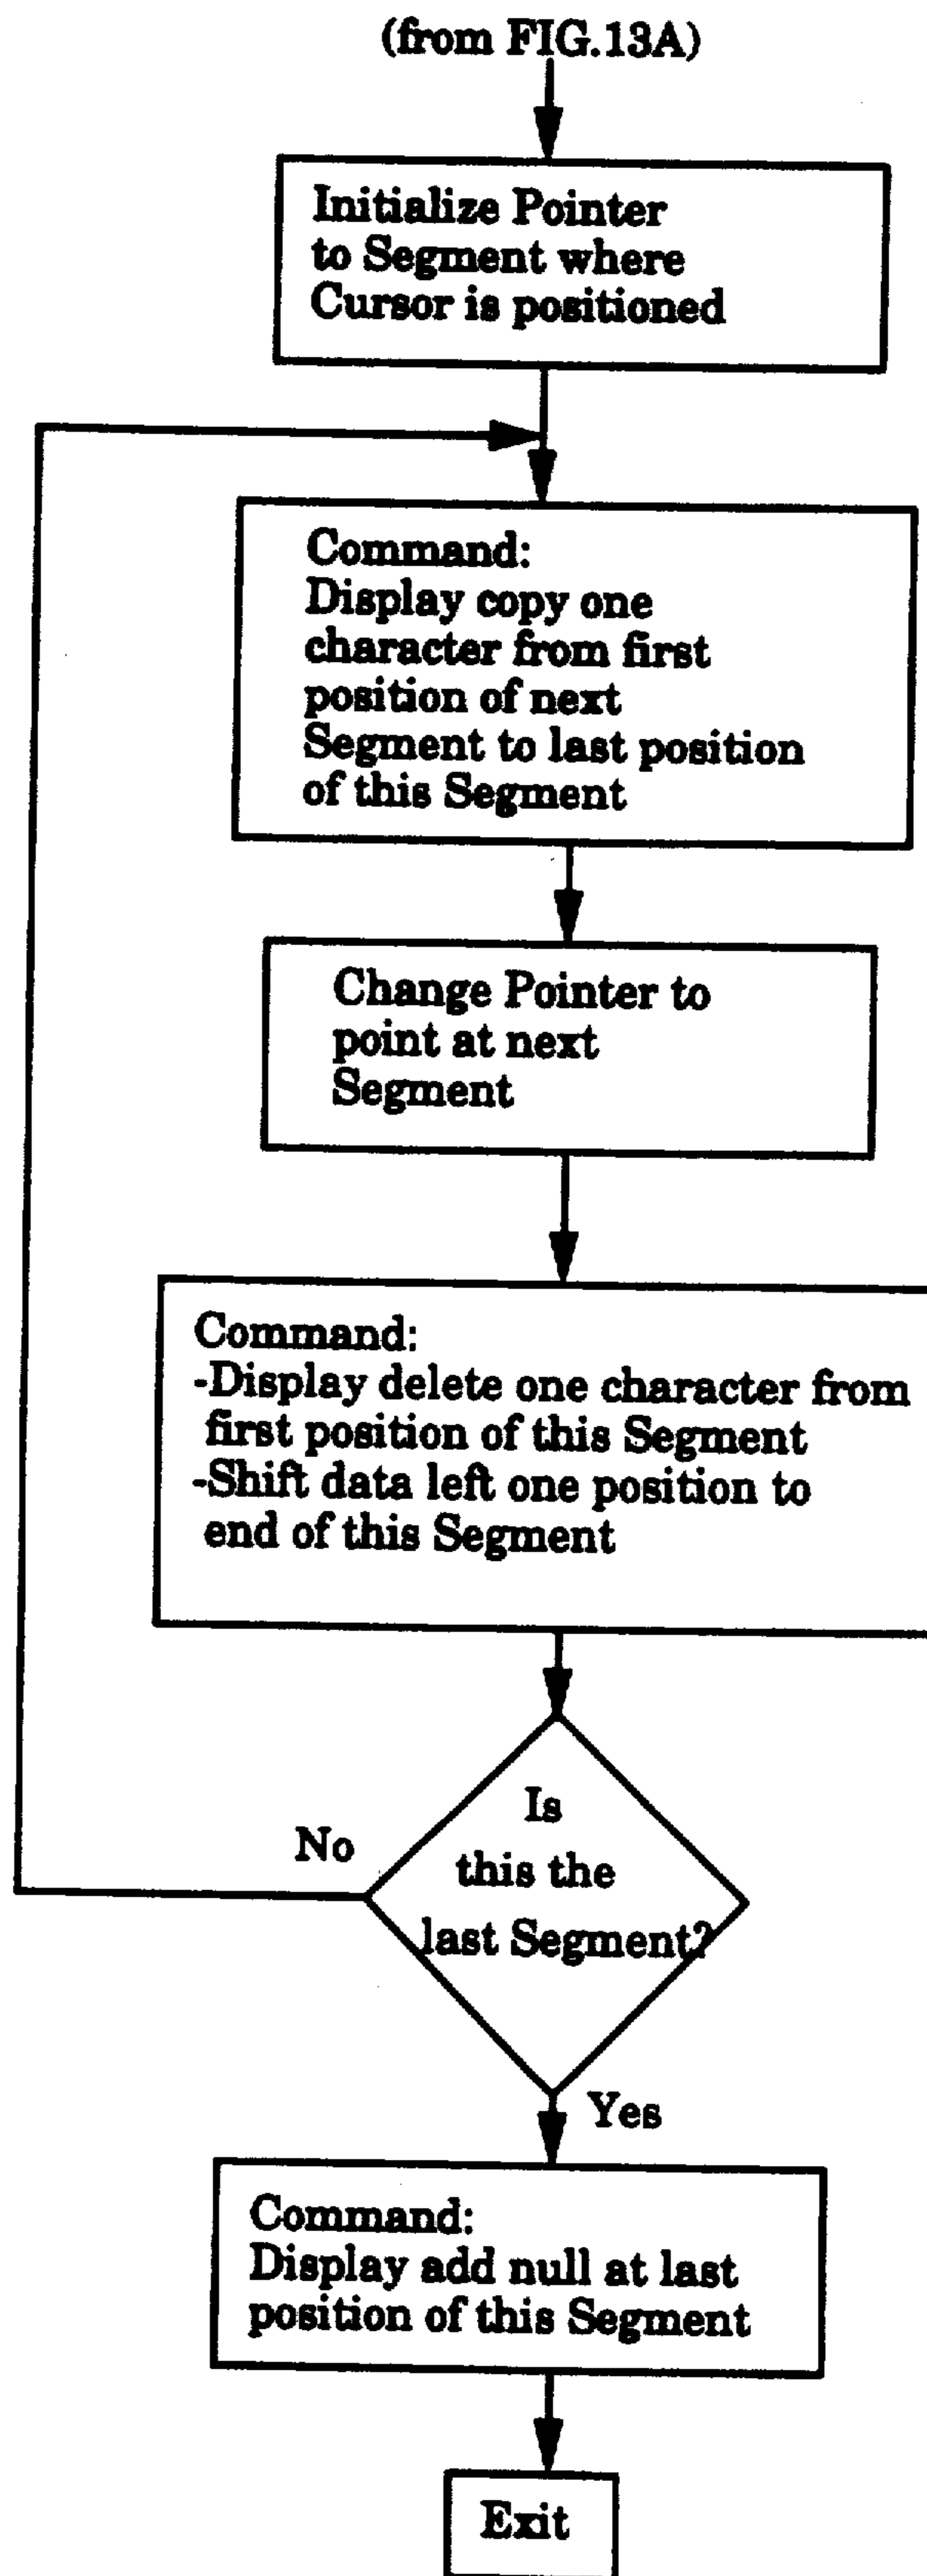 (from FIG.13A)
Initialize Pointer
to Segment where
Cursor is positioned
Command:
Display copy one
character from first
position of next
Segment to last position
of this Segment
Change Pointer to
point at next
Segment
Command:
-Display delete one character from
first position of this Segment
-Shift data left one position to
end of this Segment
Is
this the
last Segment?
No
Yes
Command:
Display add null at last
position of this Segment
Exit